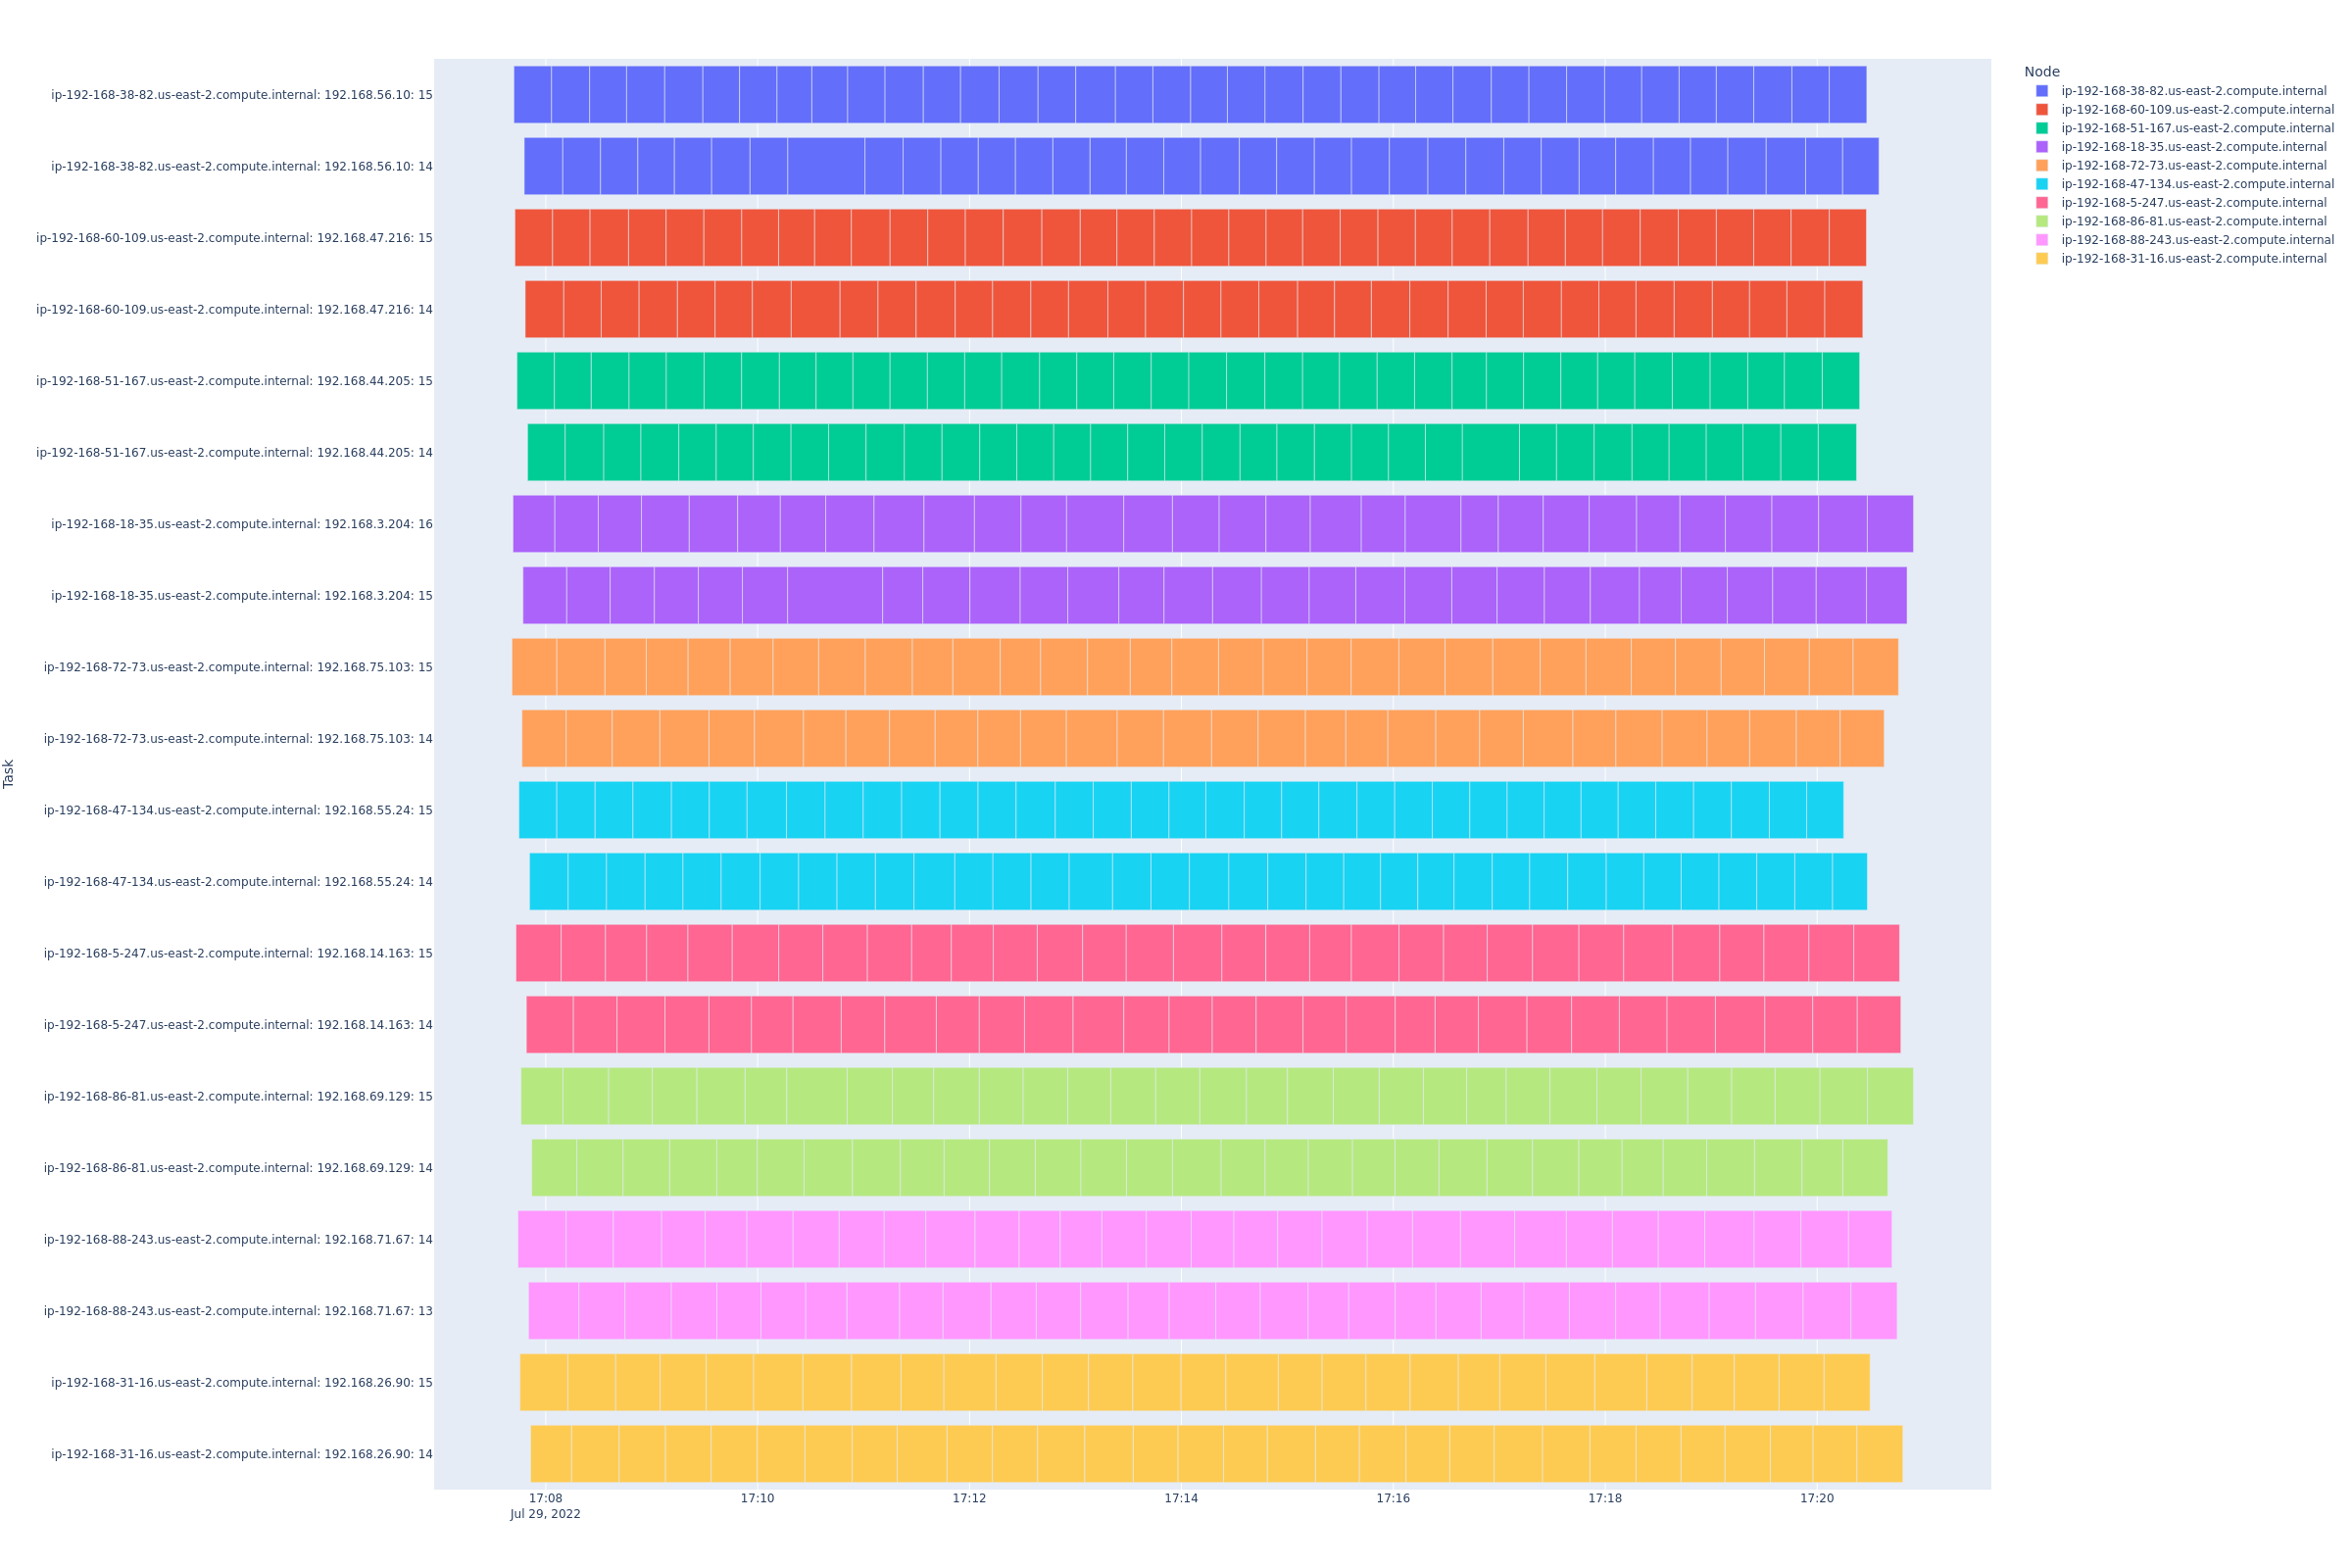 ip-192-168-38-82.us-east-2.compute.internal: 192.168.56.10: 15
ip-192-168-38-82.us-east-2.compute.internal: 192.168.56.10: 14
ip-192-168-60-109.us-east-2.compute.internal: 192.168.47.216: 15
ip-192-168-60-109.us-east-2.compute.internal: 192.168.47.216: 14
ip-192-168-51-167.us-east-2.compute.internal: 192.168.44.205: 15
ip-192-168-51-167.us-east-2.compute.internal: 192.168.44.205: 14
ip-192-168-18-35.us-east-2.compute.internal: 192.168.3.204: 16
ip-192-168-18-35.us-east-2.compute.internal: 192.168.3.204: 15
ip-192-168-72-73.us-east-2.compute.internal: 192.168.75.103: 15
ip-192-168-72-73.us-east-2.compute.internal: 192.168.75.103: 14
ip-192-168-47-134.us-east-2.compute.internal: 192.168.55.24: 15
ip-192-168-47-134.us-east-2.compute.internal: 192.168.55.24: 14
ip-192-168-5-247.us-east-2.compute.internal: 192.168.14.163: 15
ip-192-168-5-247.us-east-2.compute.internal: 192.168.14.163: 14
ip-192-168-86-81.us-east-2.compute.internal: 192.168.69.129: 15
ip-192-168-86-81.us-east-2.compute.internal: 192.168.69.129: 14
ip-192-168-88-243.us-east-2.compute.internal: 192.168.71.67: 14
ip-192-168-88-243.us-east-2.compute.internal: 192.168.71.67: 13
ip-192-168-31-16.us-east-2.compute.internal: 192.168.26.90: 15
ip-192-168-31-16.us-east-2.compute.internal: 192.168.26.90: 14
Task
17:08 17:10 17:12 17:14 17:16 17:18 17:20
Jul 29, 2022
Node
ip-192-168-38-82.us-east-2.compute.internal
ip-192-168-60-109.us-east-2.compute.internal
ip-192-168-51-167.us-east-2.compute.internal
ip-192-168-18-35.us-east-2.compute.internal
ip-192-168-72-73.us-east-2.compute.internal
ip-192-168-47-134.us-east-2.compute.internal
ip-192-168-5-247.us-east-2.compute.internal
ip-192-168-86-81.us-east-2.compute.internal
ip-192-168-88-243.us-east-2.compute.internal
ip-192-168-31-16.us-east-2.compute.internal